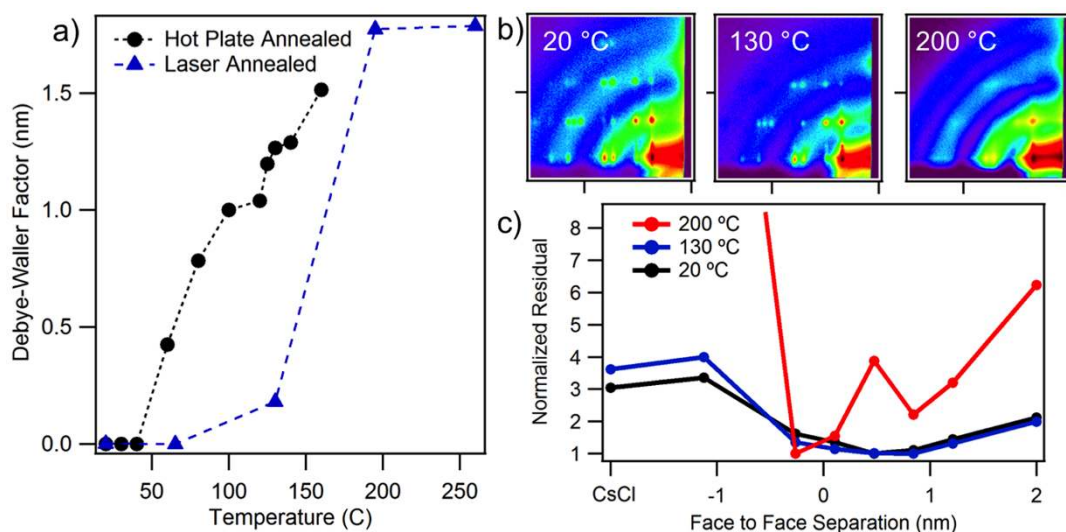 a)
Hot Plate Annealed
Laser Annealed
1.5
1.0
0.5
0.0
Debye-Waller Factor (nm)
50
100
150
200
250
Temperature (C)
b)
20 °C
130 °C
200 °C
c)
200 ºC
130 ºC
20 ºC
8
7
6
5
4
3
2
1
Normalized Residual
CsCl
-1
0
1
2
Face to Face Separation (nm)